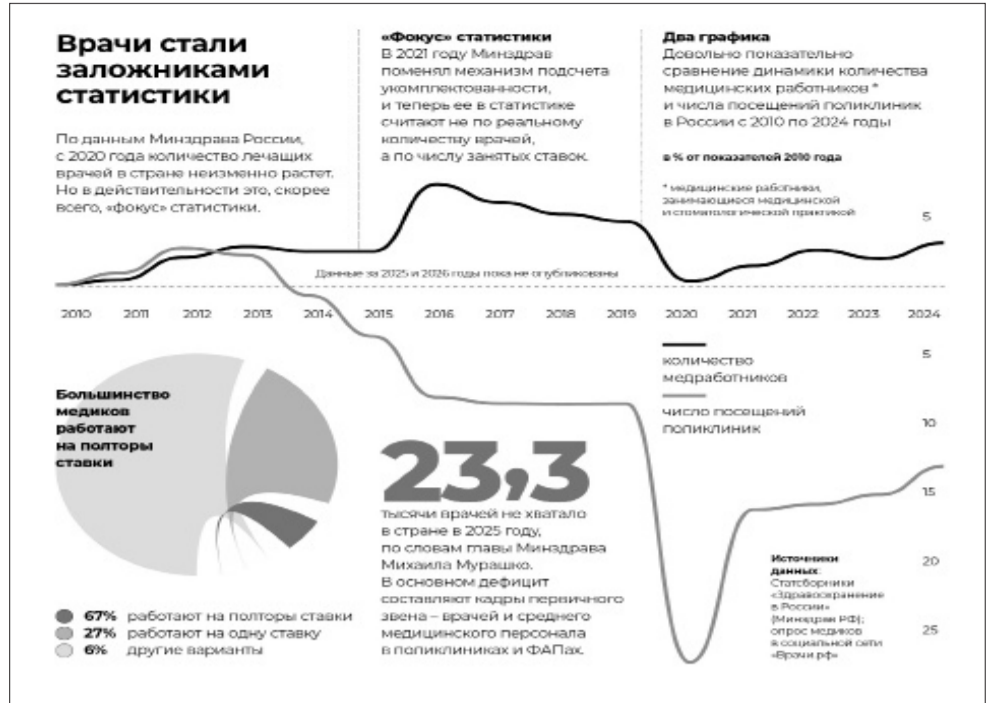 Врачи стали
заложниками
статистики
По данным Минздрава России,
с 2020 года количество лечащих
врачей в стране неизменно растет.
Но в действительности это, скорее
всего, «фокус» статистики.
«Фокус» статистики
В 2021 году Минздрав
поменял механизм подсчета
укомплектованности,
и теперь ее в статистике
считают не по реальному
количеству врачей,
а по числу занятых ставок.
Два графика
Довольно показательно
сравнение динамики количества
медицинских работников *
и числа посещений поликлиник
в России с 2010 по 2024 годы
в % от показателей 2010 года
* медицинские работники,
занимающиеся медицинской
и стоматологической практикой
5
Данные за 2025 и 2026 годы пока не опубликованы
2010 2011 2012 2013 2014 2015 2016 2017 2018 2019 2020 2021 2022 2023 2024
5
10
15
20
25
количество
медработников
число посещений
поликлиник
Большинство
медиков
работают
на полторы
ставки
67% работают на полторы ставки
27% работают на одну ставку
6% другие варианты
23,3
тысячи врачей не хватало
в стране в 2025 году,
по словам главы Минздрава
Михаила Мурашко.
В основном дефицит
составляют кадры первичного
звена – врачей и среднего
медицинского персонала
в поликлиниках и ФАПах.
Источники
данных:
Статсборники
«Здравоохранение
в России»
(Минздрав РФ);
опрос медиков
в социальной сети
«Врачи.рф»